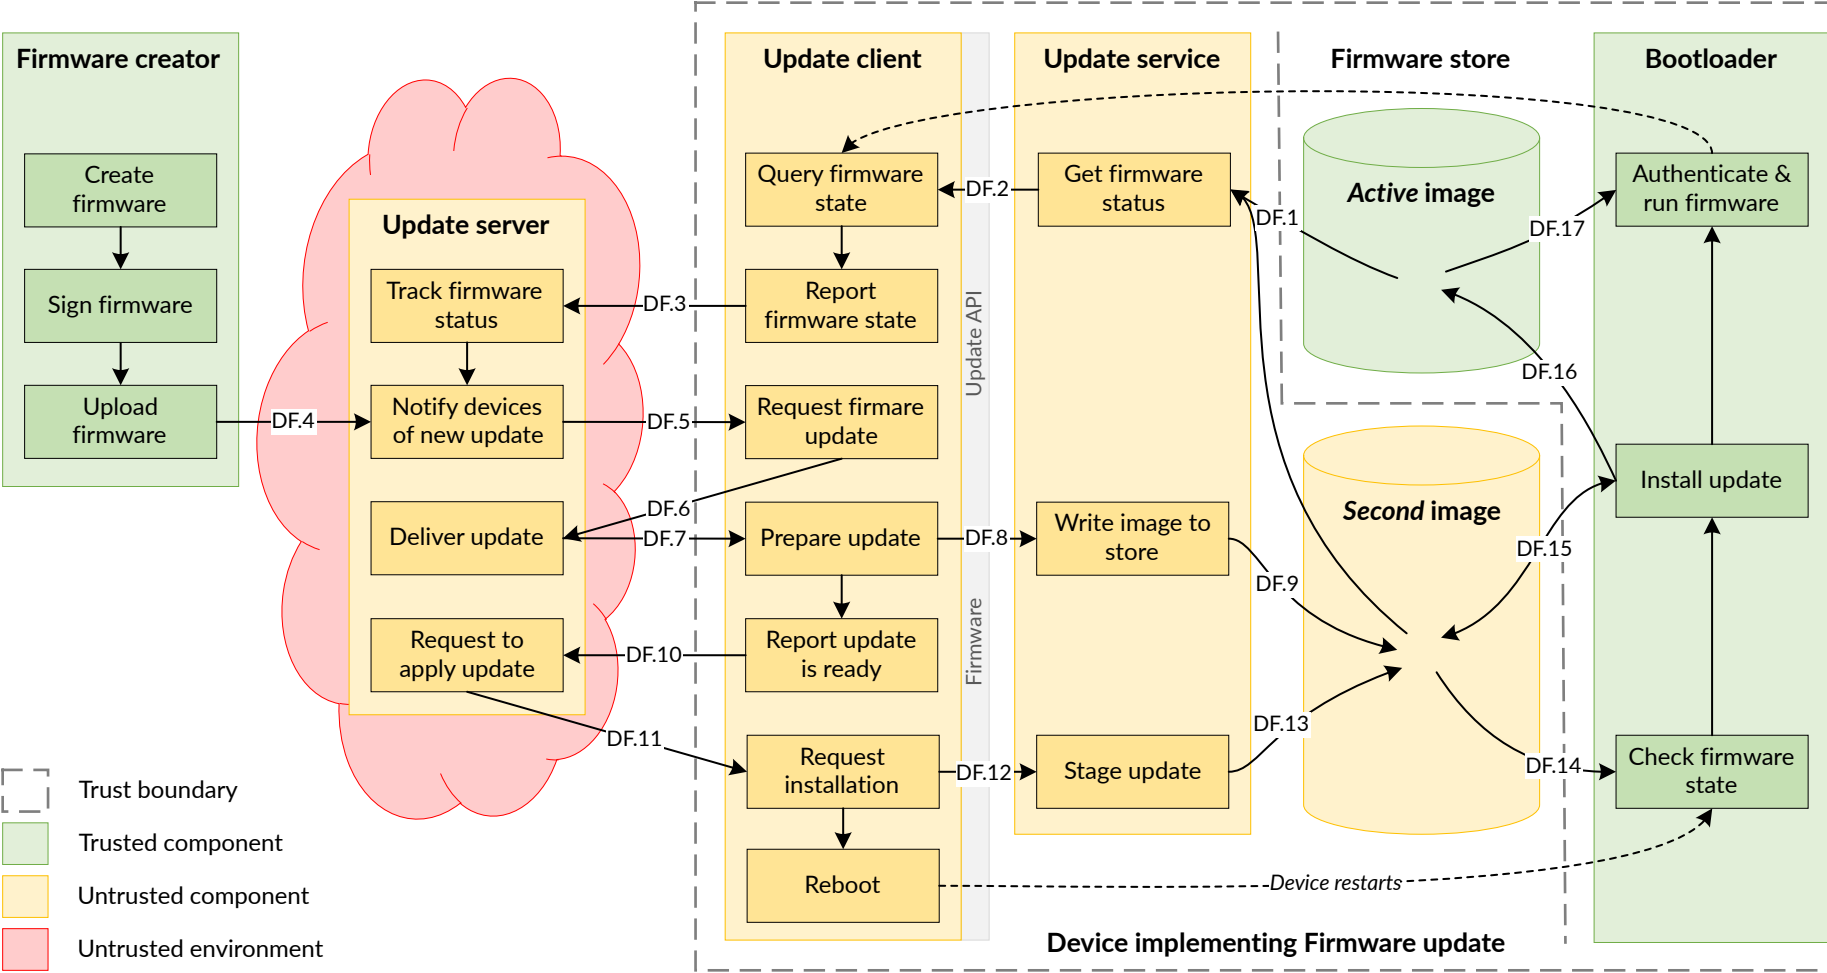 Firmware creator
Create
firmware
Sign firmware
Upload
firmware
DF.4
Update server
Track firmware
status
Notify devices
of new update
Deliver update
Request to
apply update
DF.3
DF.5
DF.6
DF.7
DF.10
DF.11
Update client
Query firmware
state
Report
firmware state
Request firmare
update
Prepare update
Report update
is ready
Request
installation
Reboot
Firmware Update API
DF.2
DF.8
DF.12
Update service
Get firmware
status
Write image to
store
Stage update
DF.1
DF.9
DF.13
Firmware store
Active image
Second image
DF.17
DF.16
DF.15
DF.14
Bootloader
Authenticate &
run firmware
Install update
Check firmware
state
Device restarts
Device implementing Firmware update
Trust boundary
Trusted component
Untrusted component
Untrusted environment